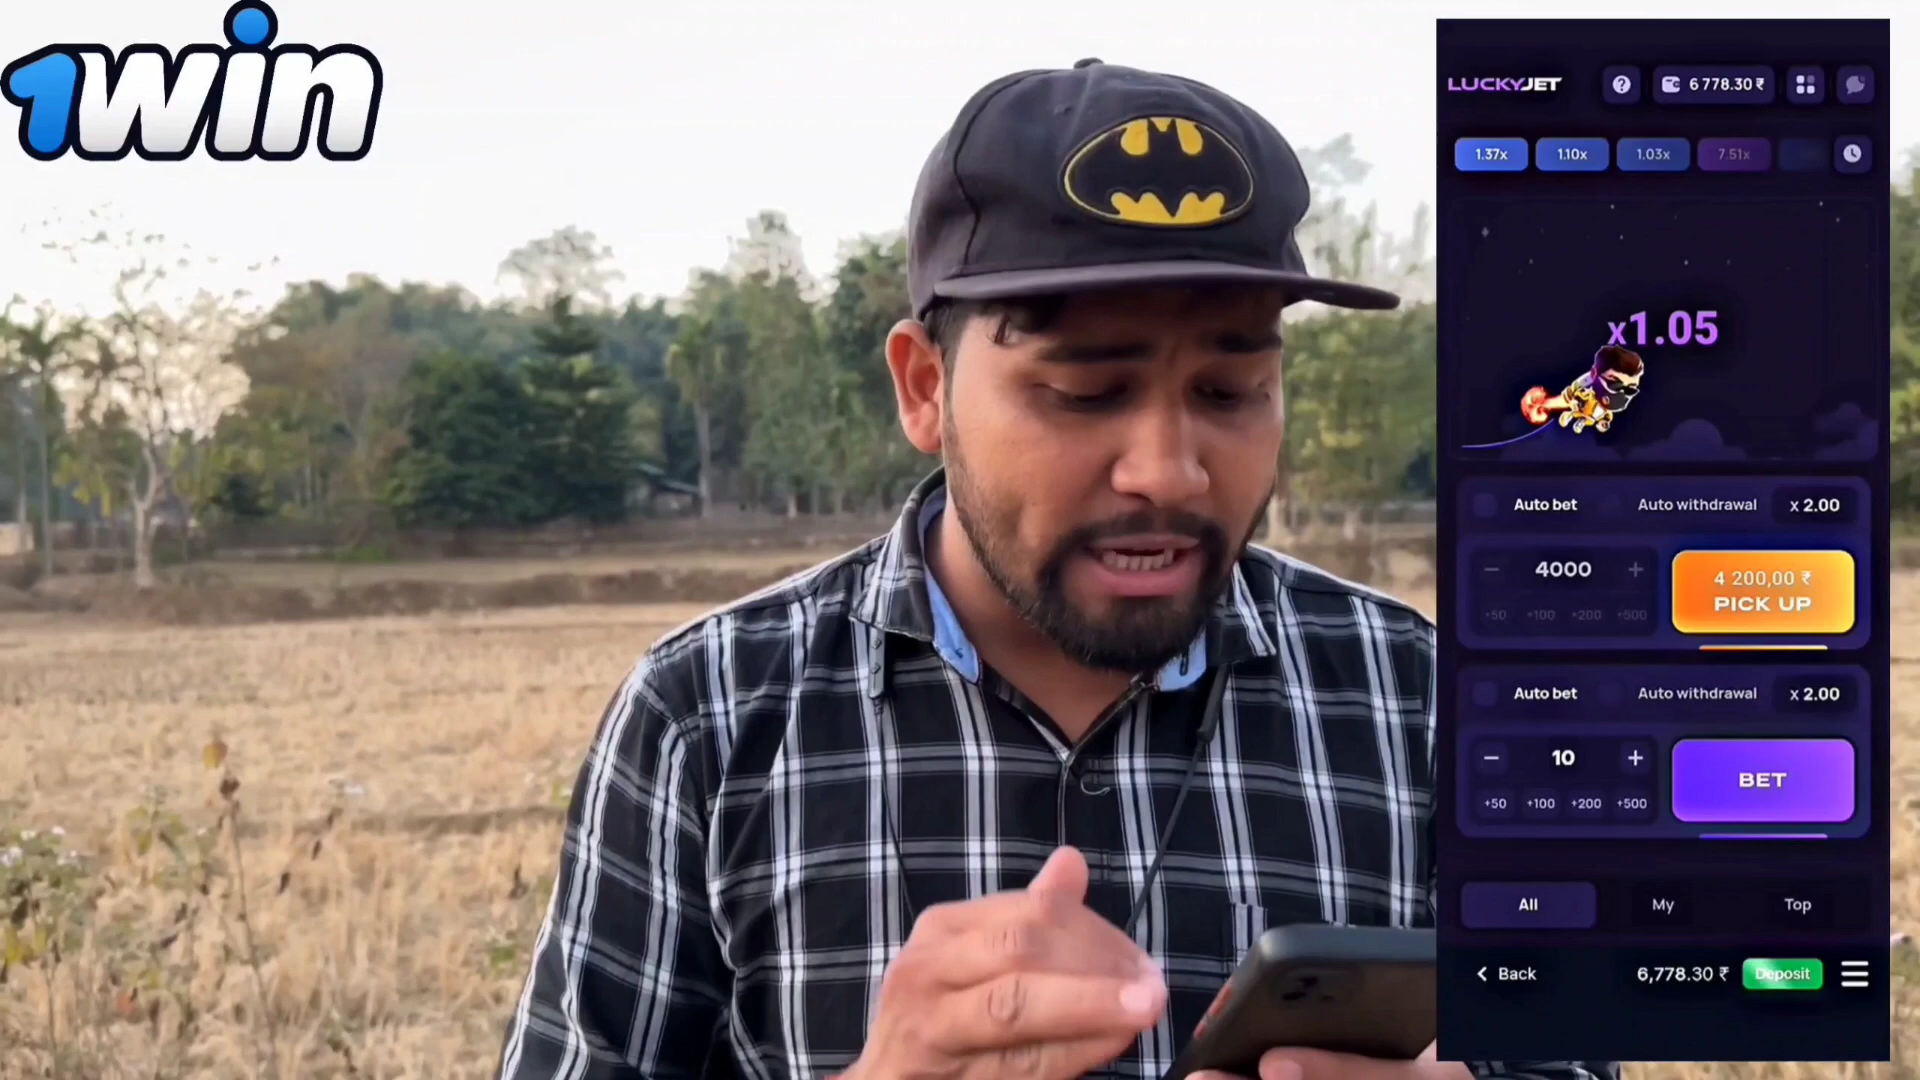 1win
LUCKYJET
?
6 778.30 ₹
1.37x
1.10x
1.03x
7.51x
x1.05
Auto bet
Auto withdrawal
x 2.00
− 4000 +
+50 +100 +200 +500
4 200,00 ₹
PICK UP
Auto bet
Auto withdrawal
x 2.00
− 10 +
+50 +100 +200 +500
BET
All
My
Top
Back
6,778.30 ₹
Deposit